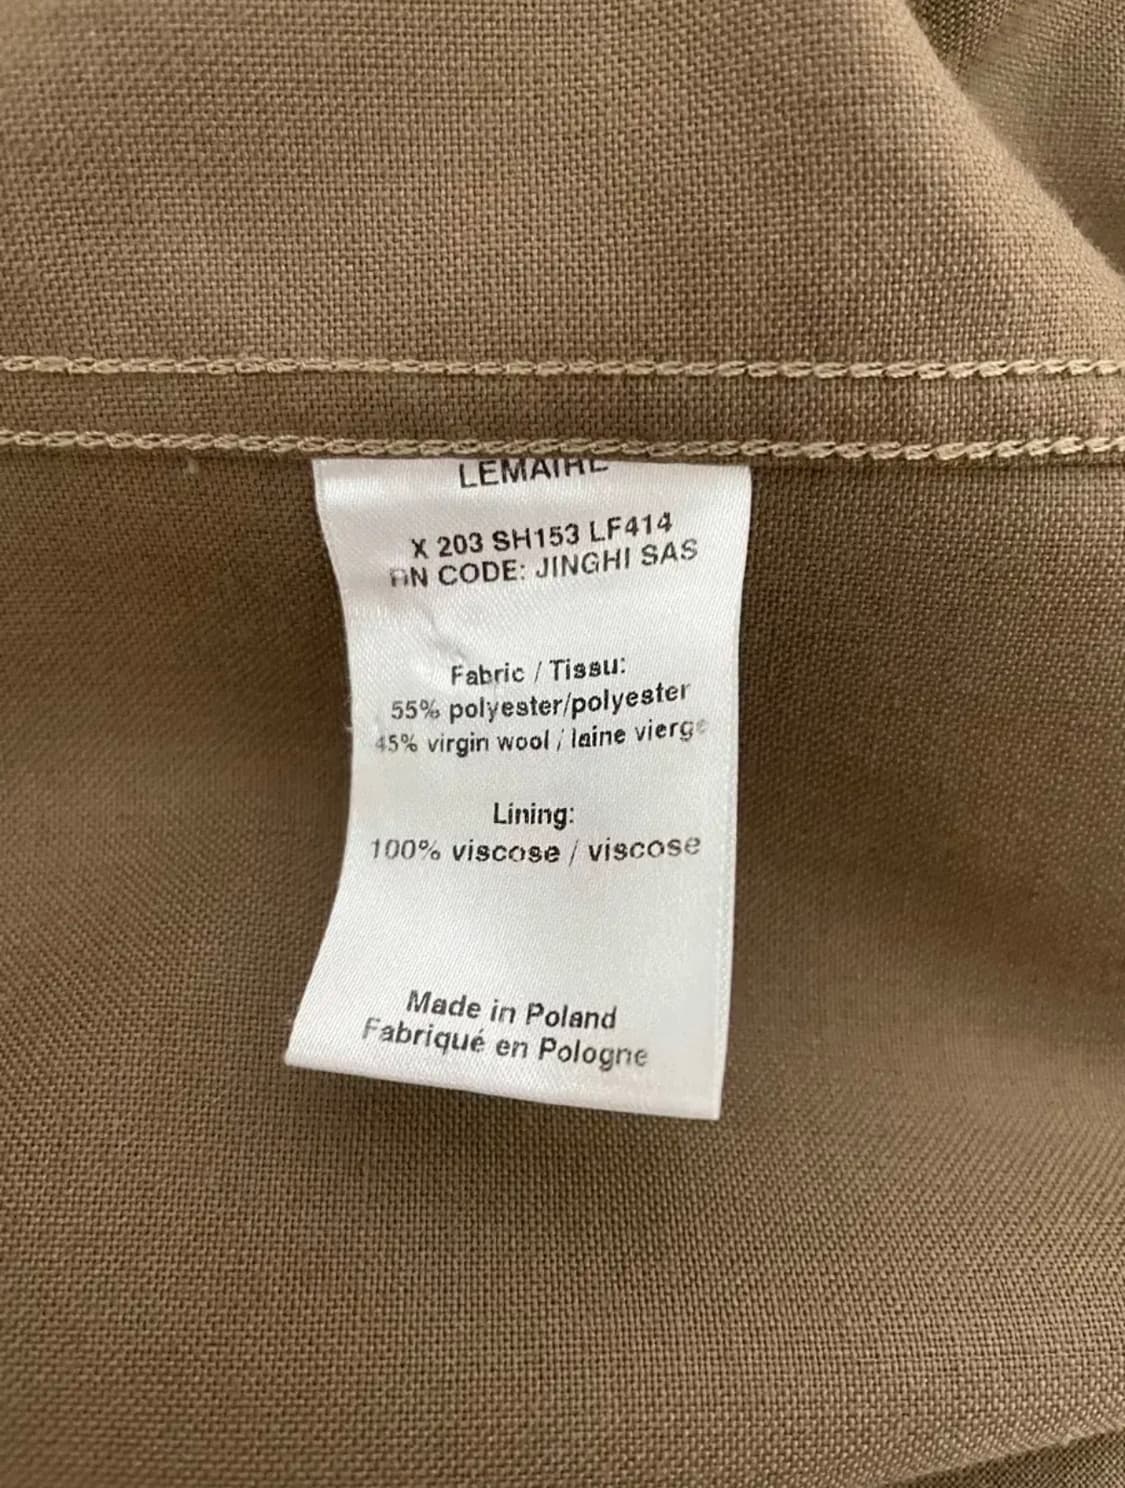 LEMAIRE
X 203 SH153 LF414
RN CODE: JINGHI SAS
Fabric / Tissu:
55% polyester/polyester
45% virgin wool / laine vierge
Lining:
100% viscose / viscose
Made in Poland
Fabriqué en Pologne